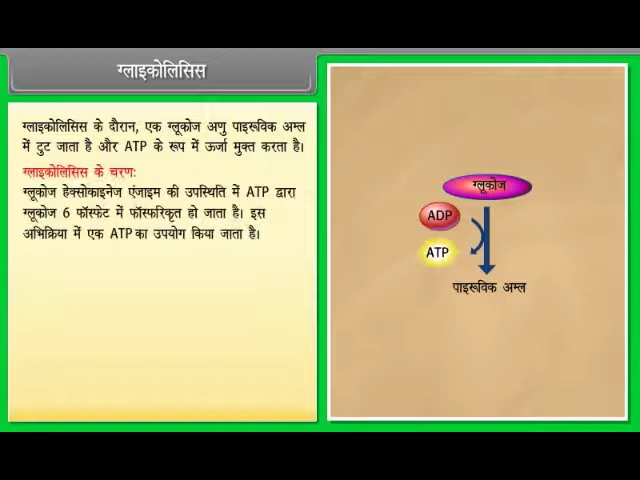 ग्लाइकोलिसिस
ग्लाइकोलिसिस के दौरान, एक ग्लूकोज अणु पाइरूविक अम्ल
में टुट जाता है और ATP के रूप में ऊर्जा मुक्त करता है।
ग्लाइकोलिसिस के चरण:
ग्लूकोज हेक्सोकाइनेज एंजाइम की उपस्थिति में ATP द्वारा
ग्लूकोज 6 फॉस्फेट में फॉस्फरिकृत हो जाता है। इस
अभिक्रिया में एक ATP का उपयोग किया जाता है।
ग्लूकोज
ADP
ATP
पाइरूविक अम्ल